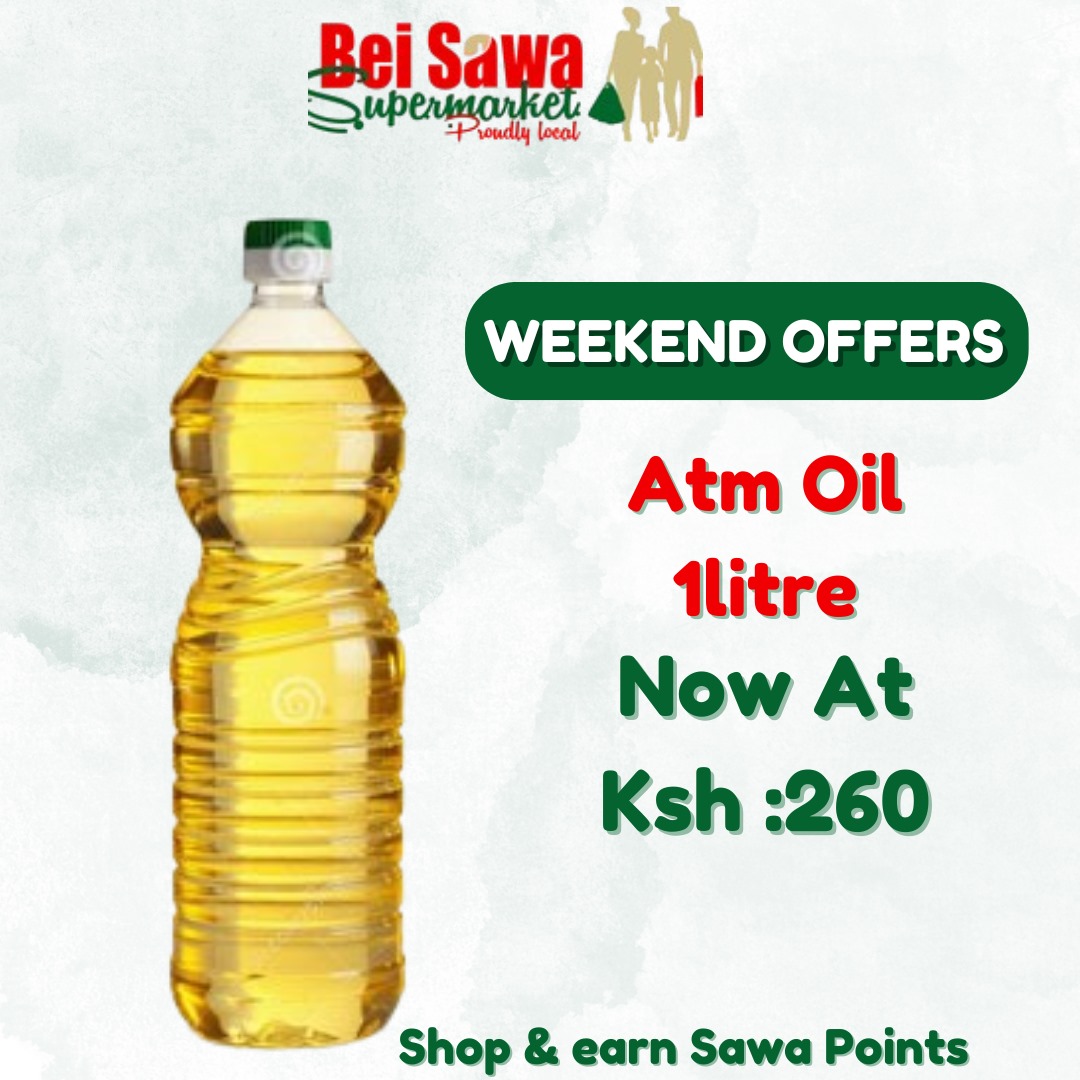 Bei Sawa
Supermarket
Proudly local
WEEKEND OFFERS
Atm Oil
1litre
Now At
Ksh :260
Shop & earn Sawa Points